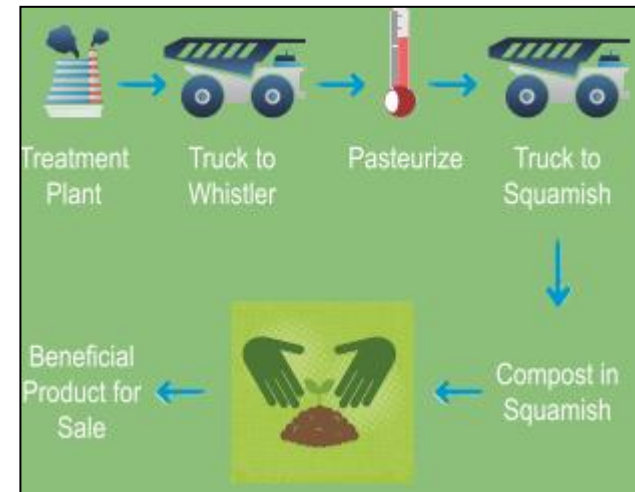 Treatment
Plant
Truck to
Whistler
Pasteurize
Truck to
Squamish
Compost in
Squamish
Beneficial
Product for
Sale